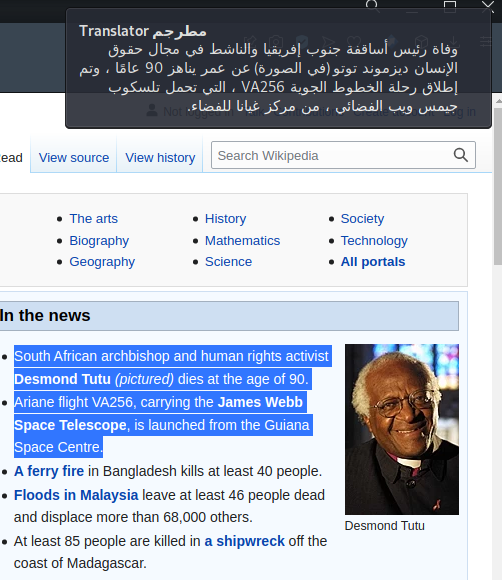 Translator مطرجم
وفاة رئيس أساقفة جنوب إفريقيا والناشط في مجال حقوق
الإنسان ديزموند توتو (في الصورة) عن عمر يناهز 90 عامًا ، وتم
إطلاق رحلة الخطوط الجوية VA256 ، التي تحمل تلسكوب
جيمس ويب الفضائي ، من مركز غيانا للفضاء.
Not logged in
ead
View source
View history
Search Wikipedia
The arts
History
Society
Biography
Mathematics
Technology
Geography
Science
All portals
In the news
South African archbishop and human rights activist
Desmond Tutu (pictured) dies at the age of 90.
Ariane flight VA256, carrying the James Webb
Space Telescope, is launched from the Guiana
Space Centre.
A ferry fire in Bangladesh kills at least 40 people.
Floods in Malaysia leave at least 46 people dead
and displace more than 68,000 others.
At least 85 people are killed in a shipwreck off the
coast of Madagascar.
Desmond Tutu